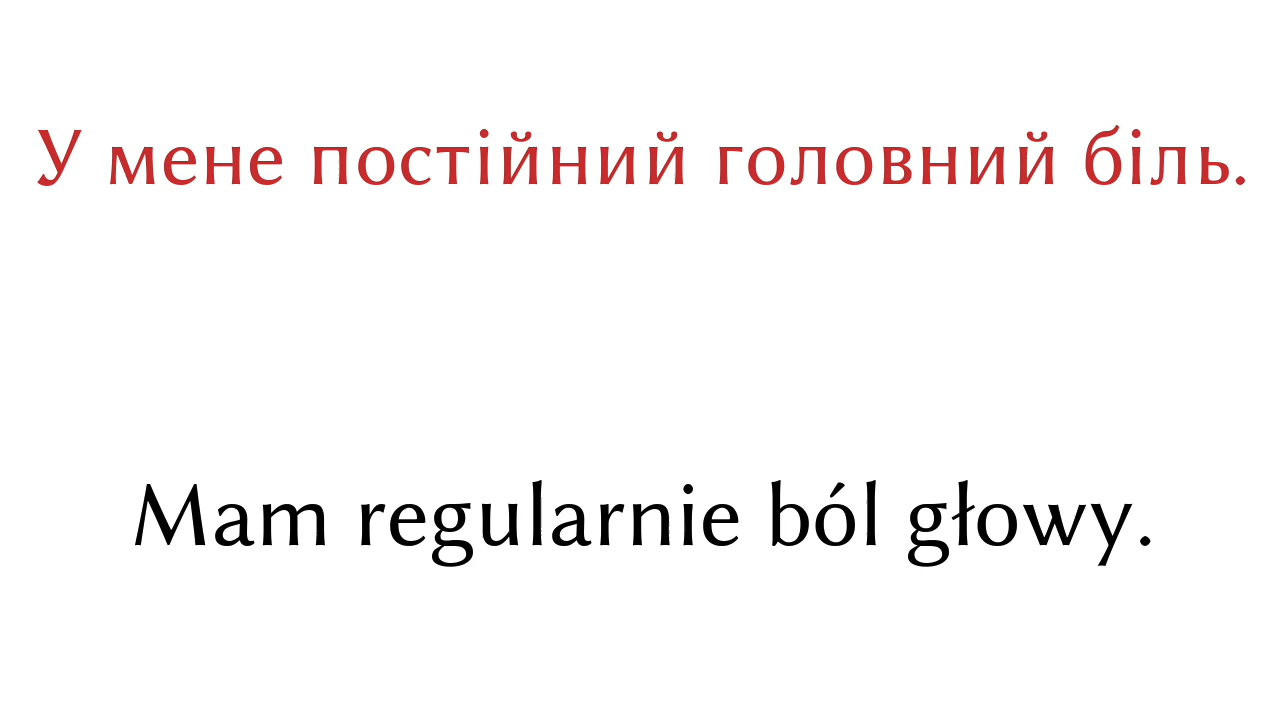 У мене постійний головний біль.
Mam regularnie ból głowy.